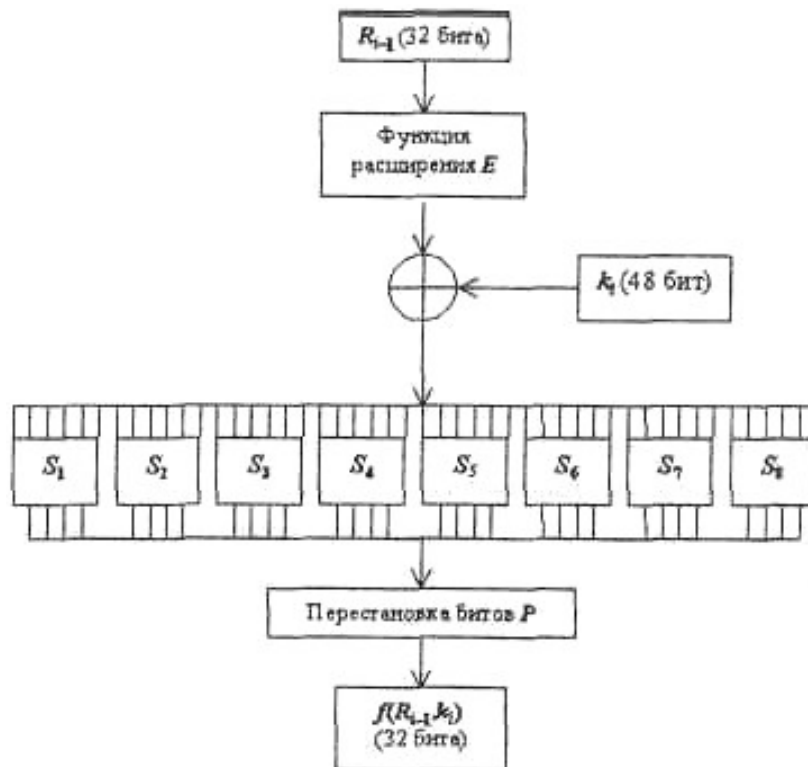 R_{i-1} (32 бита)
Функция
расширения E
k_i (48 бит)
S_1 S_2 S_3 S_4 S_5 S_6 S_7 S_8
Перестановка битов P
f(R_{i-1},k_i)
(32 бита)